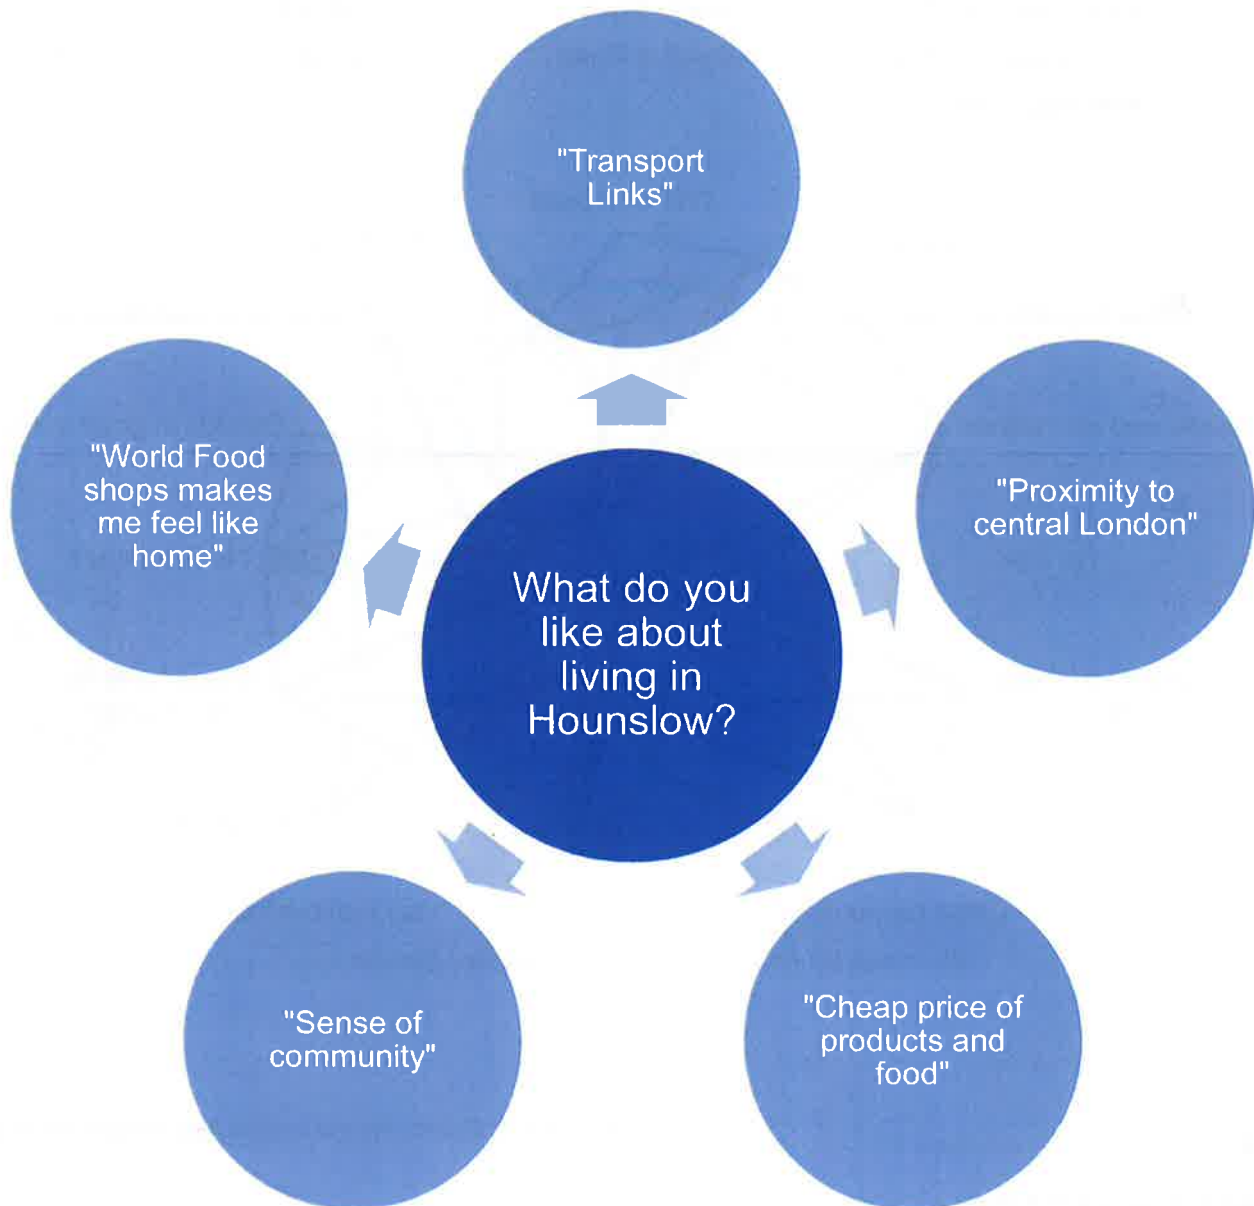 "Transport
Links"
"World Food
shops makes
me feel like
home"
"Proximity to
central London"
What do you
like about
living in
Hounslow?
"Sense of
community"
"Cheap price of
products and
food"